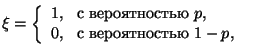 ξ = { 1, с вероятностью p,
0, с вероятностью 1 − p,